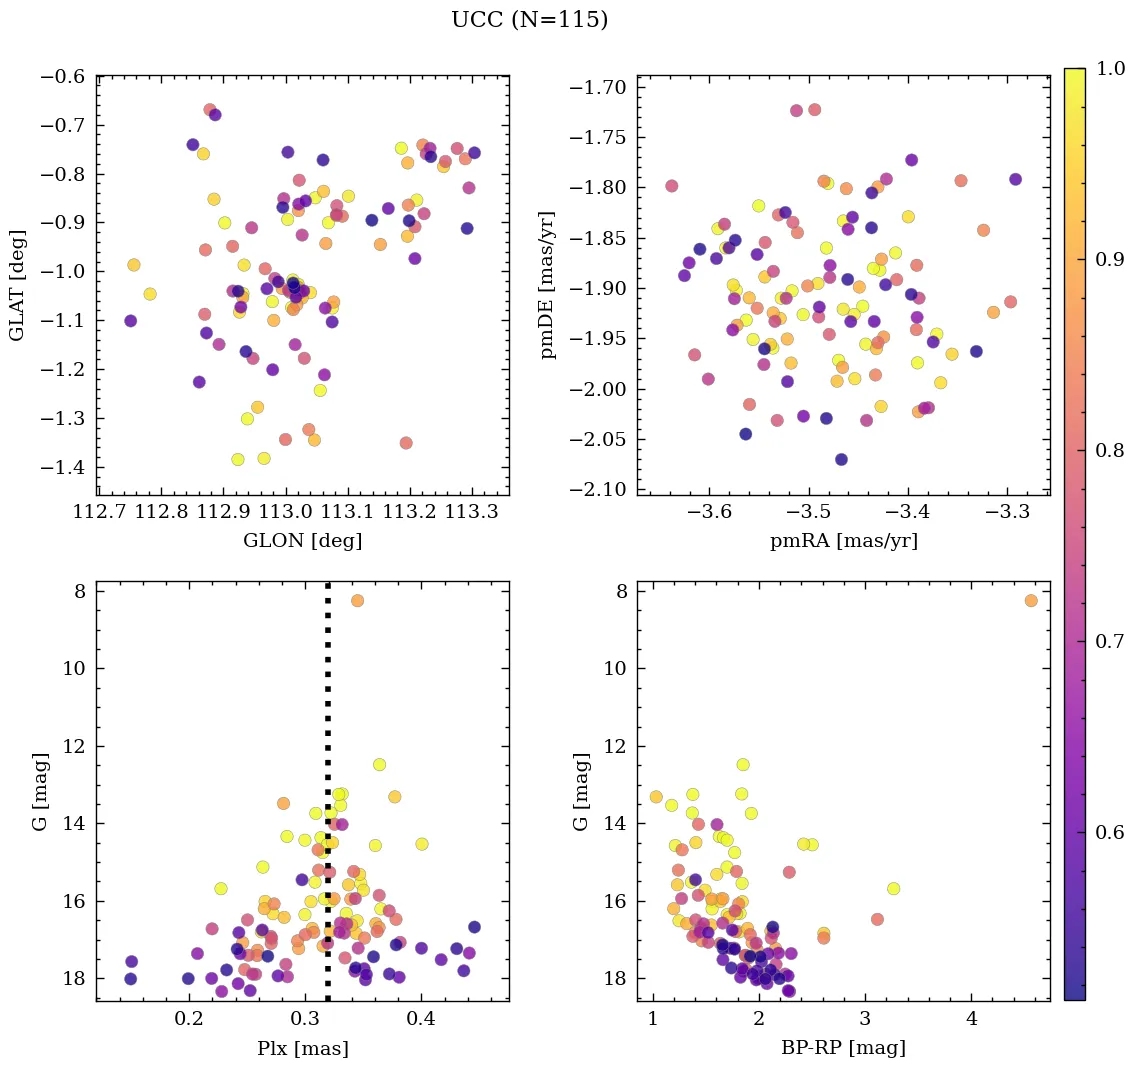 UCC (N=115)
−0.6
−0.7
−0.8
−0.9
−1.0
−1.1
−1.2
−1.3
−1.4
GLAT [deg]
112.7 112.8 112.9 113.0 113.1 113.2 113.3
GLON [deg]
−1.70
−1.75
−1.80
−1.85
−1.90
−1.95
−2.00
−2.05
−2.10
pmDE [mas/yr]
−3.6 −3.5 −3.4 −3.3
pmRA [mas/yr]
8
10
12
14
16
18
G [mag]
0.2 0.3 0.4
Plx [mas]
8
10
12
14
16
18
G [mag]
1 2 3 4
BP-RP [mag]
1.0
0.9
0.8
0.7
0.6